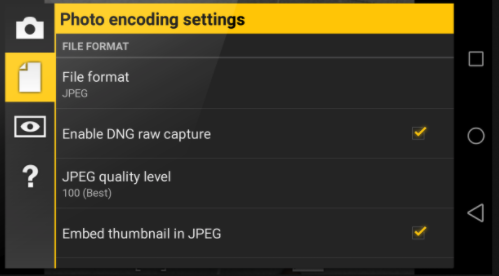 Photo encoding settings
FILE FORMAT
File format
JPEG
Enable DNG raw capture
JPEG quality level
100 (Best)
Embed thumbnail in JPEG
?